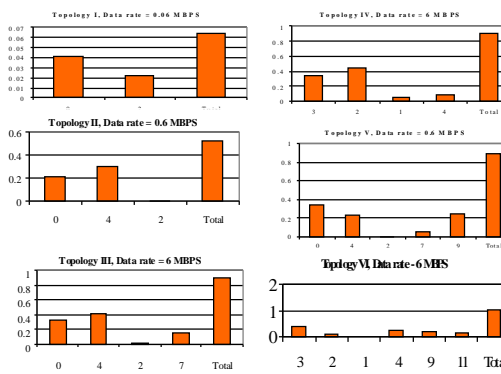 Topology I, Data rate = 0.06 MBPS
0.07
0.06
0.05
0.04
0.03
0.02
0.01
0
Total
Topology II, Data rate = 0.6 MBPS
0.6
0.4
0.2
0
0 4 2 Total
Topology III, Data rate = 6 MBPS
1
0.8
0.6
0.4
0.2
0
0 4 2 7 Total
Topology IV, Data rate = 6 MBPS
1
0.8
0.6
0.4
0.2
0
3 2 1 4 Total
Topology V, Data rate = 0.6 MBPS
1
0.8
0.6
0.4
0.2
0
0 4 2 7 9 Total
Topology VI, Data rate - 6 MBPS
2
1
0
3 2 1 4 9 11 Total